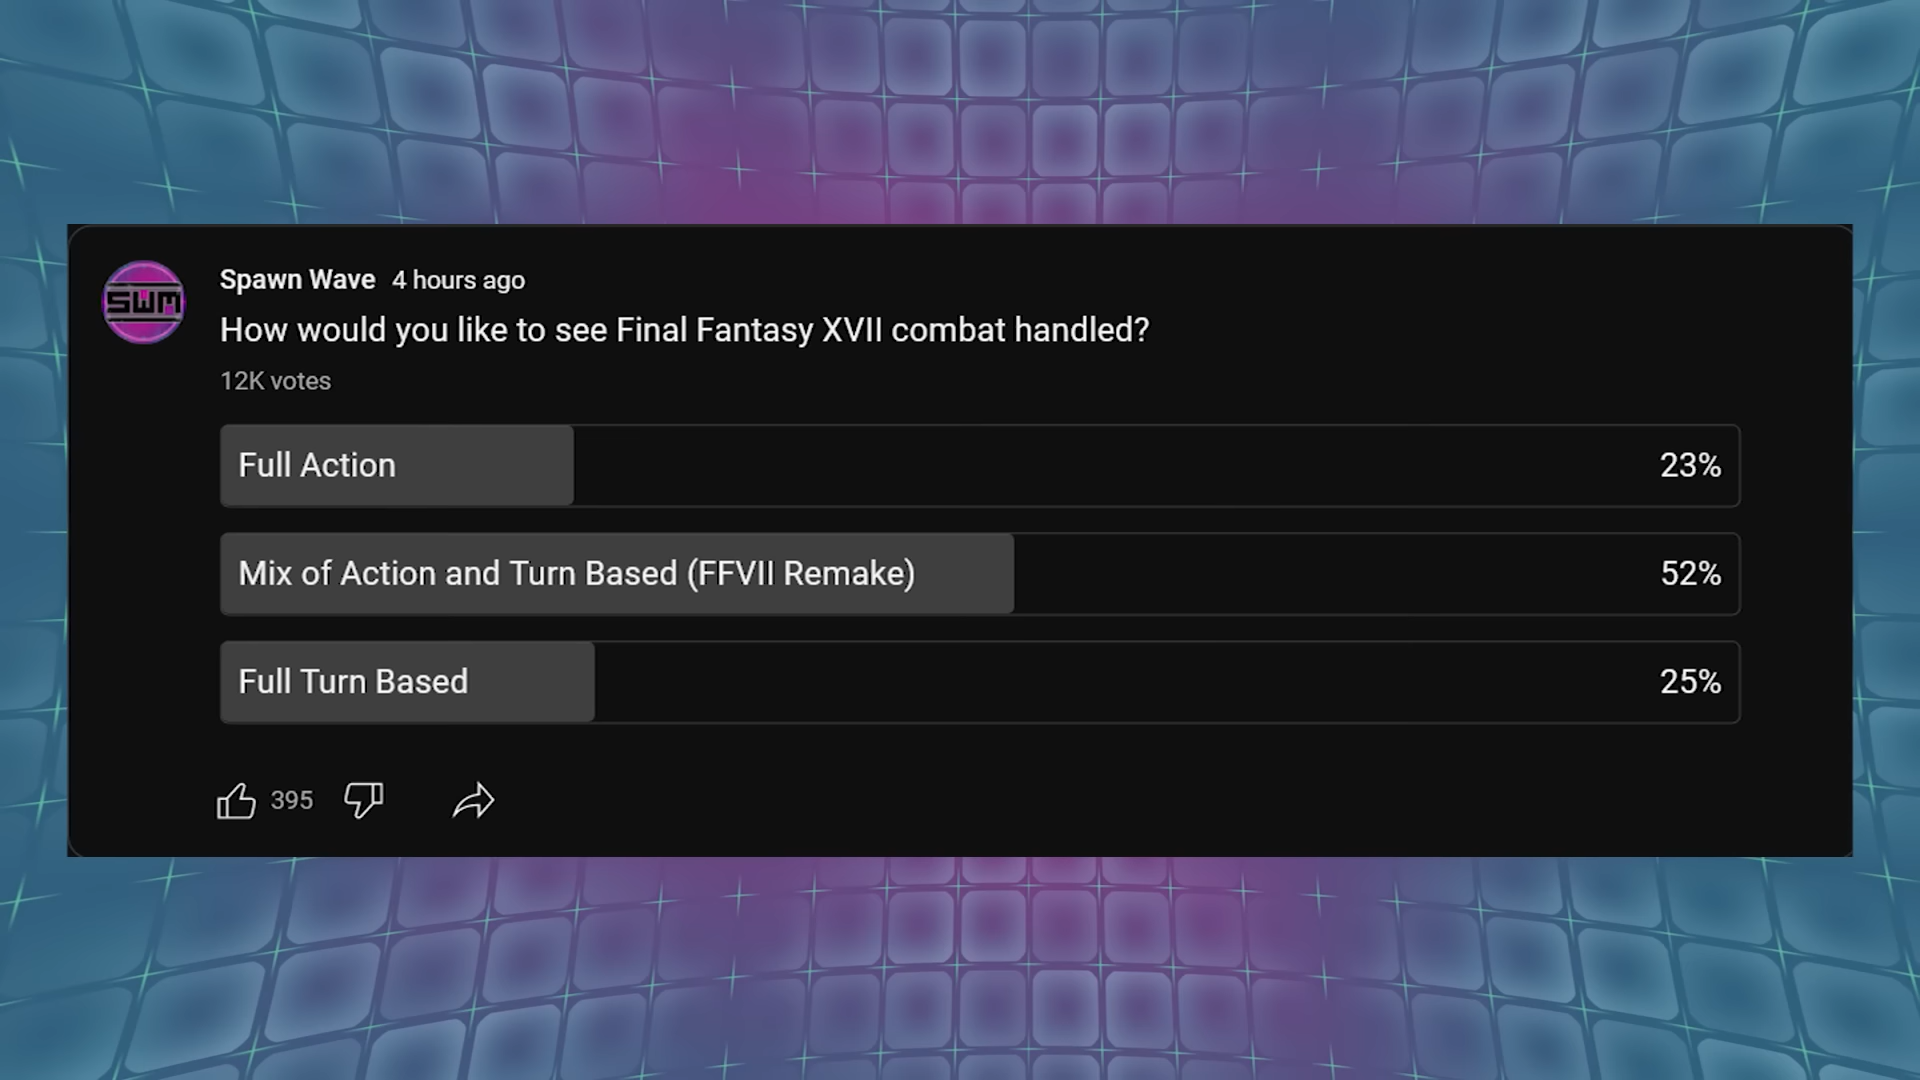 SWM
Spawn Wave 4 hours ago
How would you like to see Final Fantasy XVII combat handled?
12K votes
Full Action 23%
Mix of Action and Turn Based (FFVII Remake) 52%
Full Turn Based 25%
395